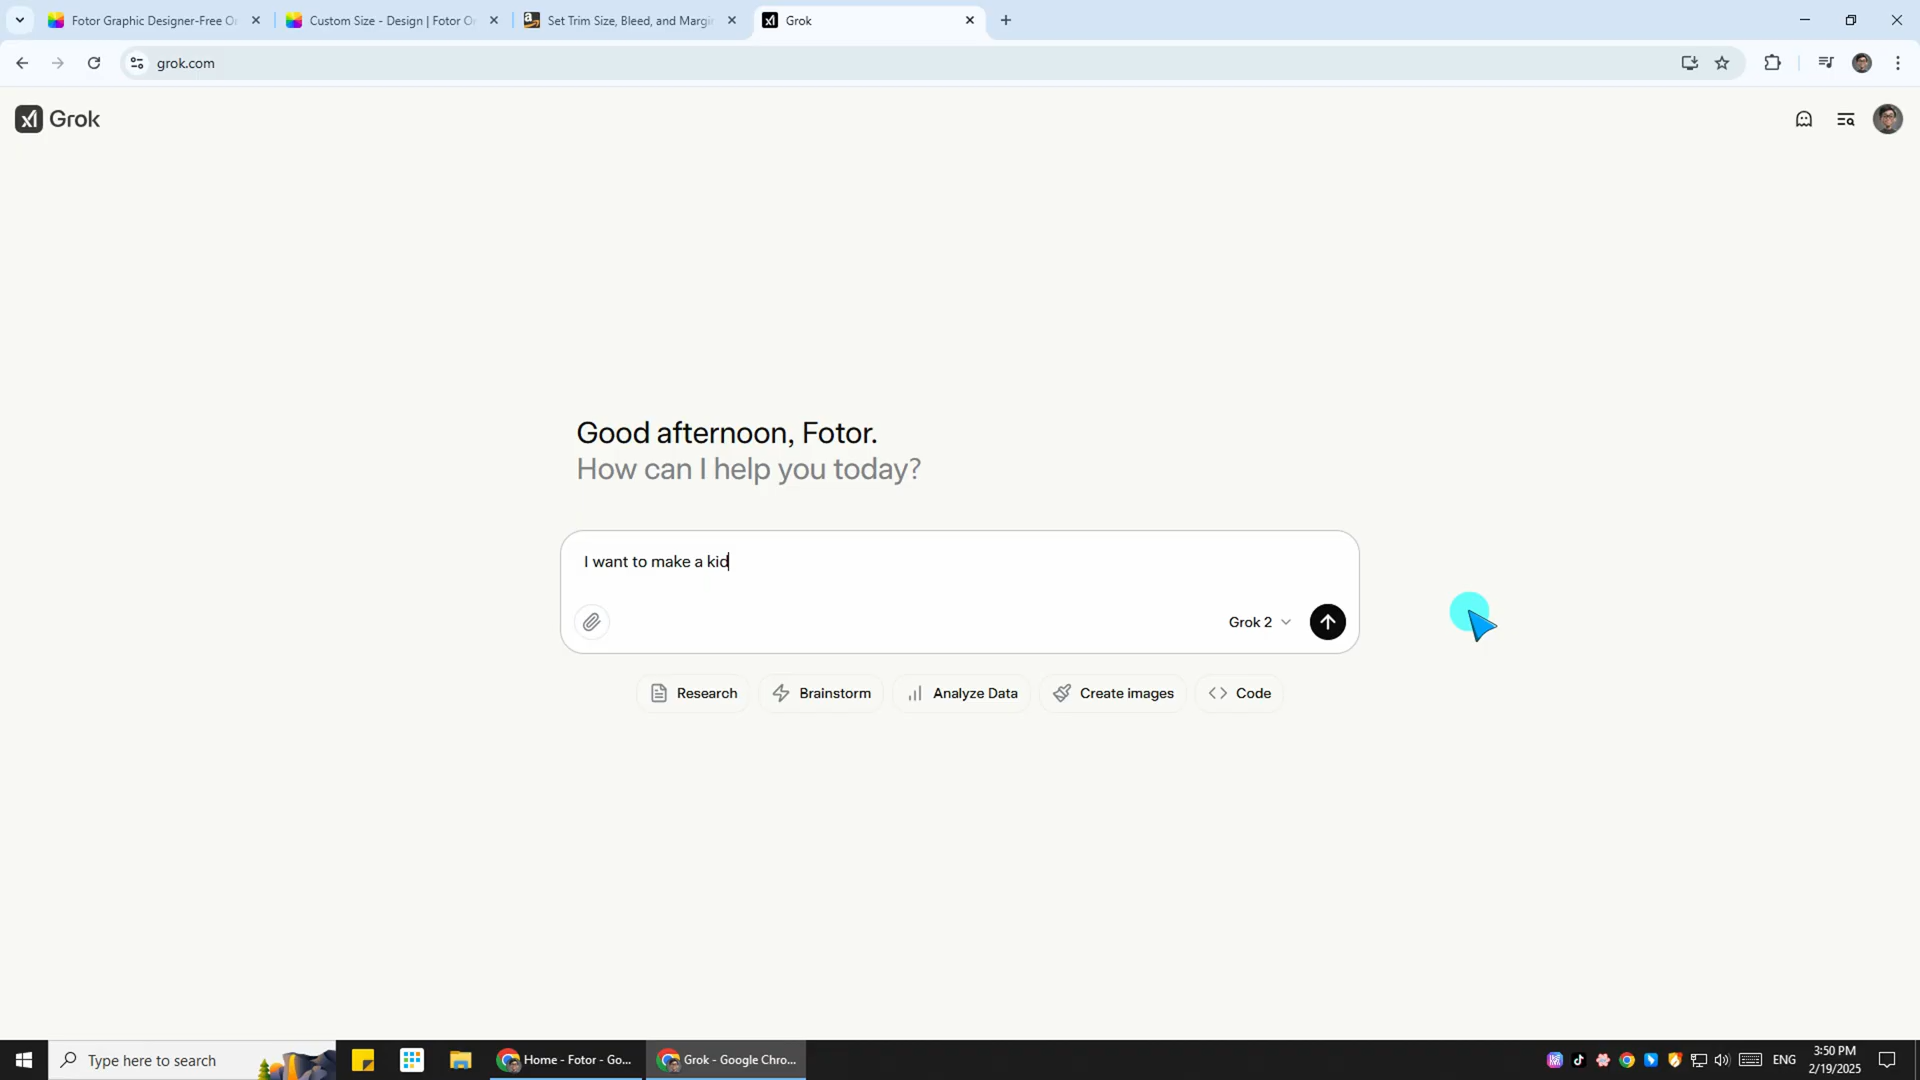 Fotor Graphic Designer-Free O
Custom Size - Design | Fotor O
Set Trim Size, Bleed, and Margi
Grok
grok.com
Grok
Good afternoon, Fotor.
How can I help you today?
I want to make a kid
Grok 2
Research
Brainstorm
Analyze Data
Create images
Code
Type here to search
Home - Fotor - Go...
Grok - Google Chro...
ENG
3:50 PM
2/19/2025